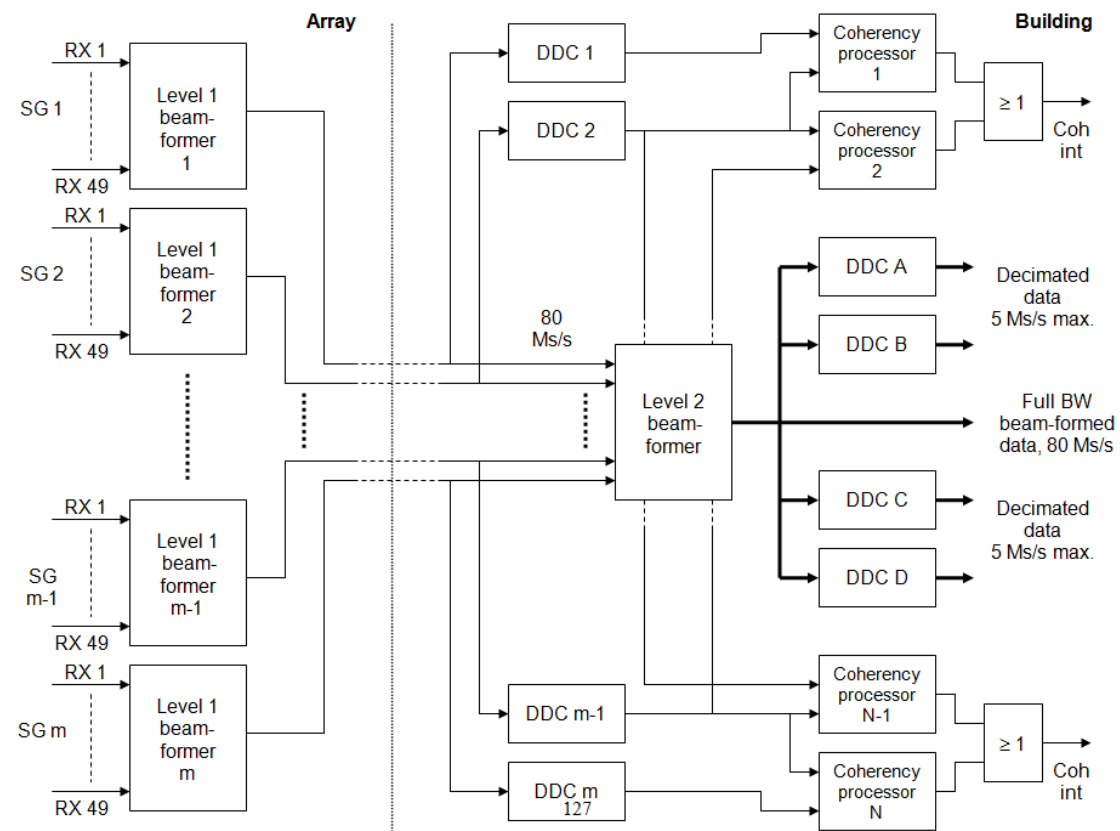 Array
Building
RX 1
SG 1
RX 49
Level 1
beam-
former
1
RX 1
SG 2
RX 49
Level 1
beam-
former
2
RX 1
SG
m-1
RX 49
Level 1
beam-
former
m-1
RX 1
SG m
RX 49
Level 1
beam-
former
m
DDC 1
DDC 2
80
Ms/s
Level 2
beam-
former
DDC m-1
DDC m
127
Coherency
processor
1
Coherency
processor
2
≥ 1
Coh
int
DDC A
DDC B
Decimated
data
5 Ms/s max.
Full BW
beam-formed
data, 80 Ms/s
DDC C
DDC D
Decimated
data
5 Ms/s max.
Coherency
processor
N-1
Coherency
processor
N
≥ 1
Coh
int